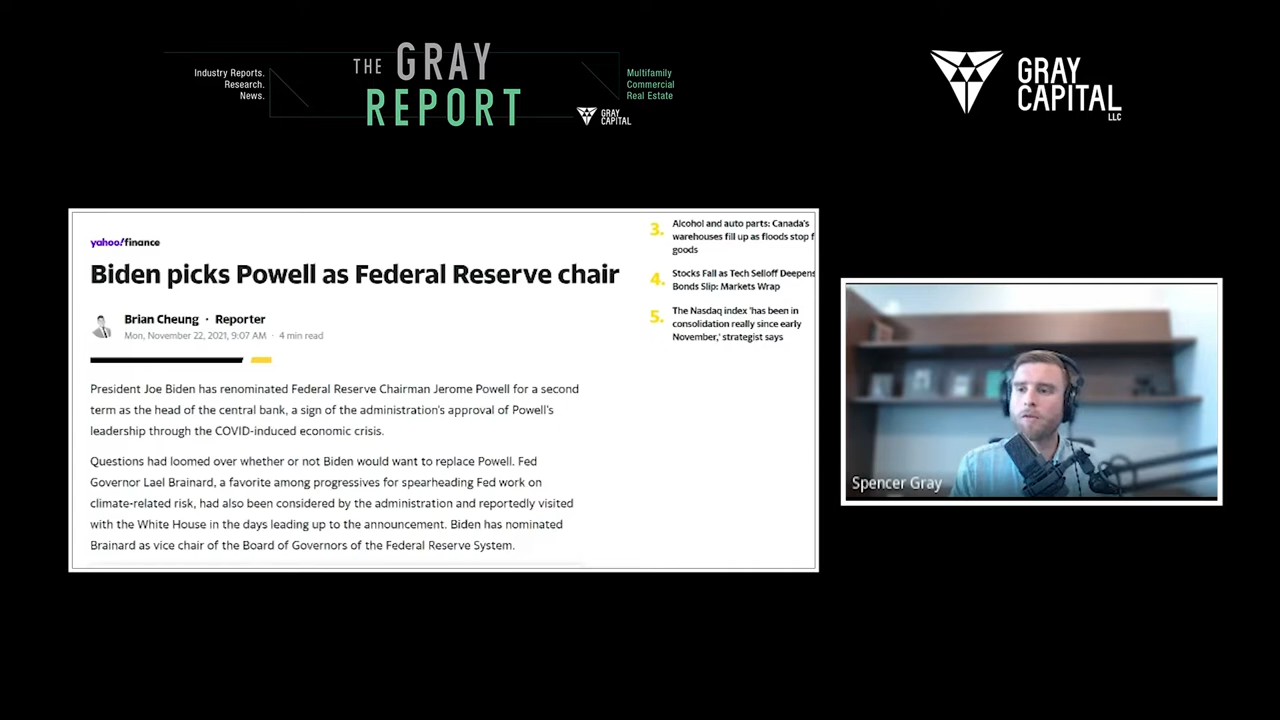 Industry Reports.
Research.
News.
THE GRAY
REPORT
Multifamily
Commercial
Real Estate
GRAY
CAPITAL
GRAY
CAPITAL
LLC
yahoo!finance
Biden picks Powell as Federal Reserve chair
Brian Cheung · Reporter
Mon, November 22, 2021, 9:07 AM · 4 min read
President Joe Biden has renominated Federal Reserve Chairman Jerome Powell for a second
term as the head of the central bank, a sign of the administration's approval of Powell's
leadership through the COVID-induced economic crisis.
Questions had loomed over whether or not Biden would want to replace Powell. Fed
Governor Lael Brainard, a favorite among progressives for spearheading Fed work on
climate-related risk, had also been considered by the administration and reportedly visited
with the White House in the days leading up to the announcement. Biden has nominated
Brainard as vice chair of the Board of Governors of the Federal Reserve System.
3. Alcohol and auto parts: Canada's
warehouses fill up as floods stop f
goods
4. Stocks Fall as Tech Selloff Deepens
Bonds Slip: Markets Wrap
5. The Nasdaq index 'has been in
consolidation really since early
November,' strategist says
Spencer Gray